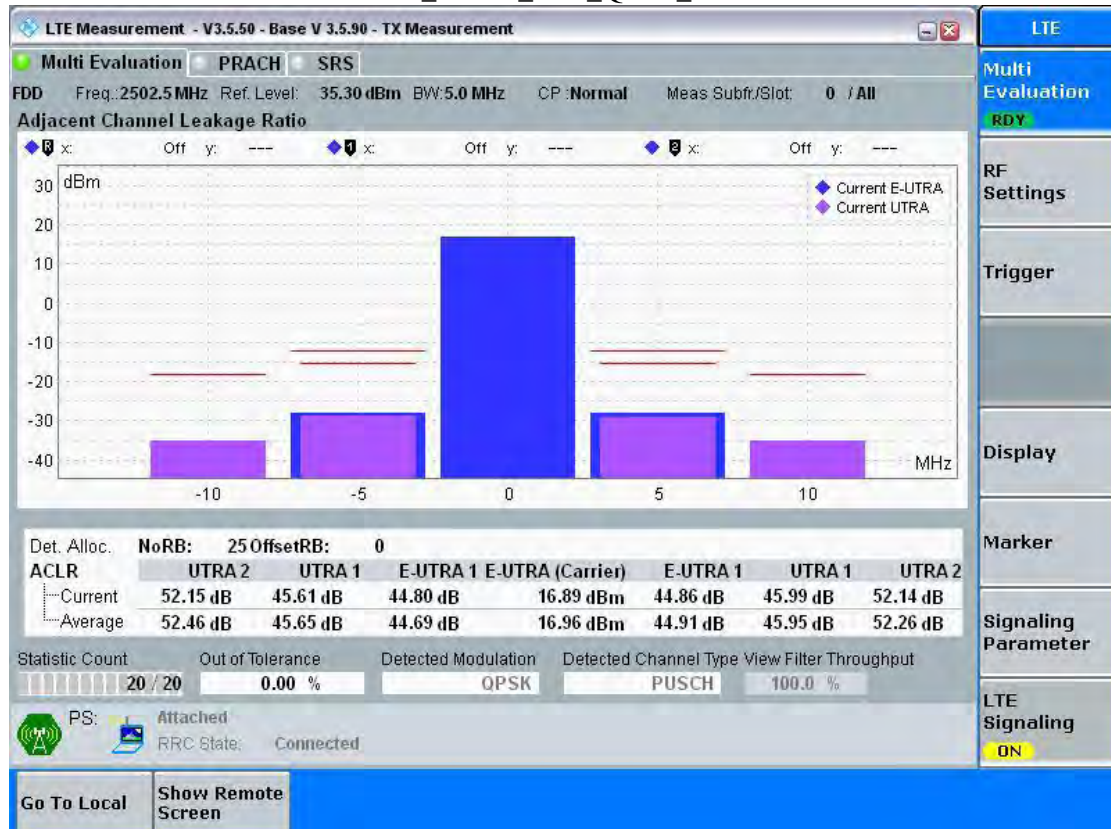 LTE Measurement - V3.5.50 - Base V 3.5.90 - TX Measurement
LTE
Multi Evaluation PRACH SRS
Multi Evaluation
RDY
FDD Freq.:2502.5 MHz Ref. Level: 35.30 dBm BW:5.0 MHz CP :Normal Meas Subfr./Slot: 0 / All
Adjacent Channel Leakage Ratio
R x: Off y: --- 1 x: Off y: --- 2 x: Off y: ---
dBm
Current E-UTRA
Current UTRA
30
20
10
0
-10
-20
-30
-40
MHz
-10 -5 0 5 10
RF Settings
Trigger
Display
Marker
Signaling Parameter
LTE Signaling
ON
Det. Alloc. NoRB: 25 OffsetRB: 0
ACLR UTRA 2 UTRA 1 E-UTRA 1 E-UTRA (Carrier) E-UTRA 1 UTRA 1 UTRA 2
Current 52.15 dB 45.61 dB 44.80 dB 16.89 dBm 44.86 dB 45.99 dB 52.14 dB
Average 52.46 dB 45.65 dB 44.69 dB 16.96 dBm 44.91 dB 45.95 dB 52.26 dB
Statistic Count Out of Tolerance Detected Modulation Detected Channel Type View Filter Throughput
20 / 20 0.00 % QPSK PUSCH 100.0 %
PS: Attached
RRC State: Connected
Go To Local
Show Remote Screen